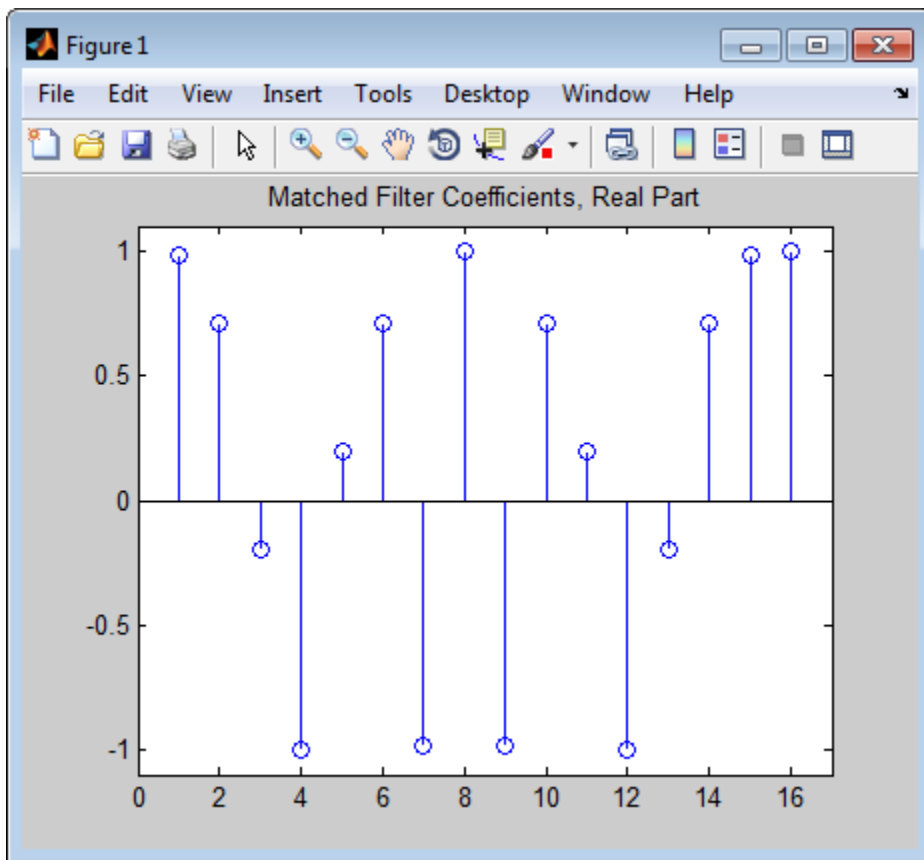 Figure 1
File Edit View Insert Tools Desktop Window Help
Matched Filter Coefficients, Real Part
1
0.5
0
-0.5
-1
0 2 4 6 8 10 12 14 16